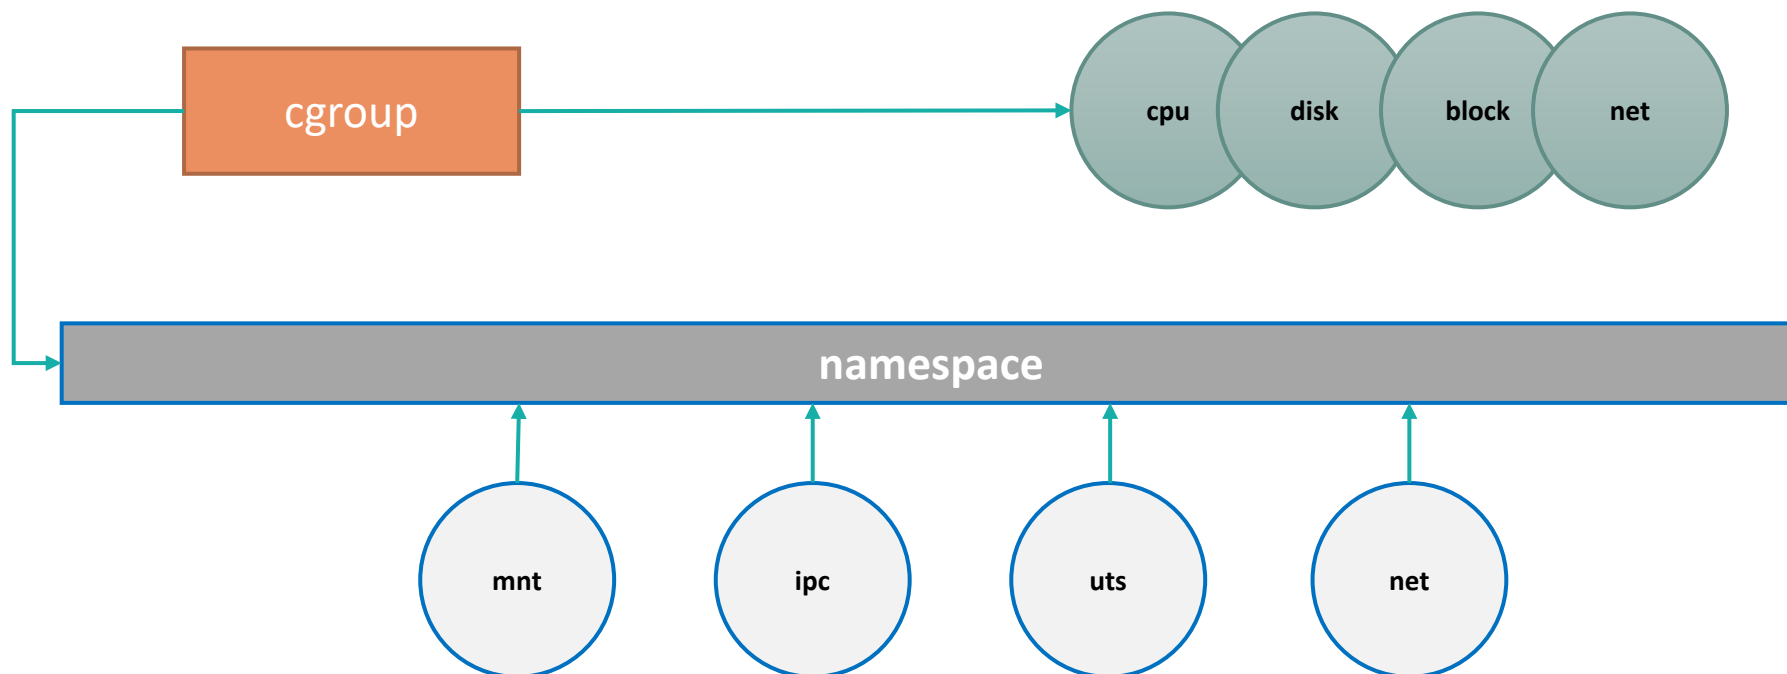 cgroup
cpu
disk
block
net
namespace
mnt
ipc
uts
net